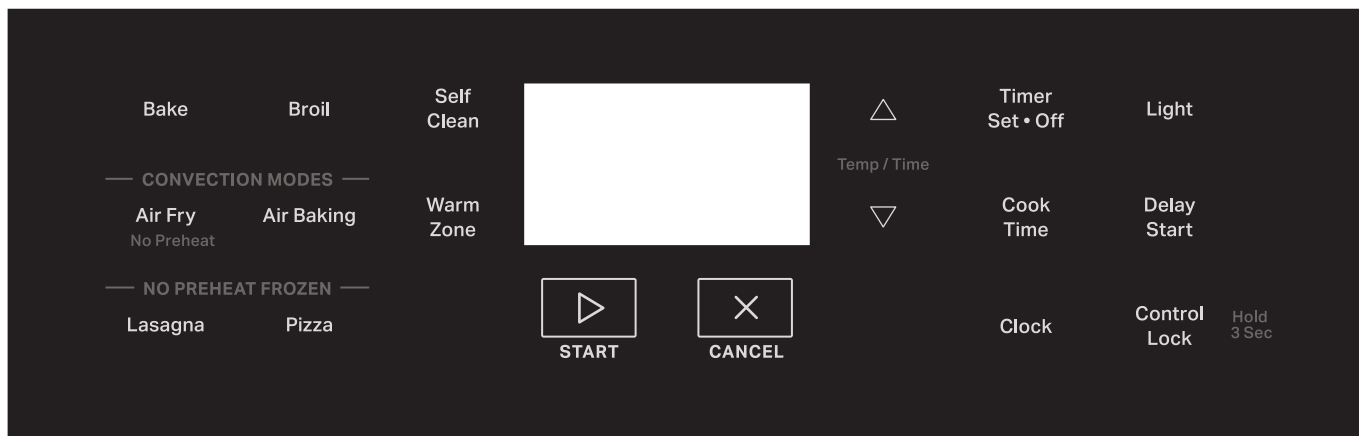 Bake
Broil
Self
Clean
Timer
Set • Off
Light
Temp / Time
CONVECTION MODES
Air Fry
No Preheat
Air Baking
Warm
Zone
Cook
Time
Delay
Start
NO PREHEAT FROZEN
Lasagna
Pizza
START
CANCEL
Clock
Control
Lock
Hold
3 Sec